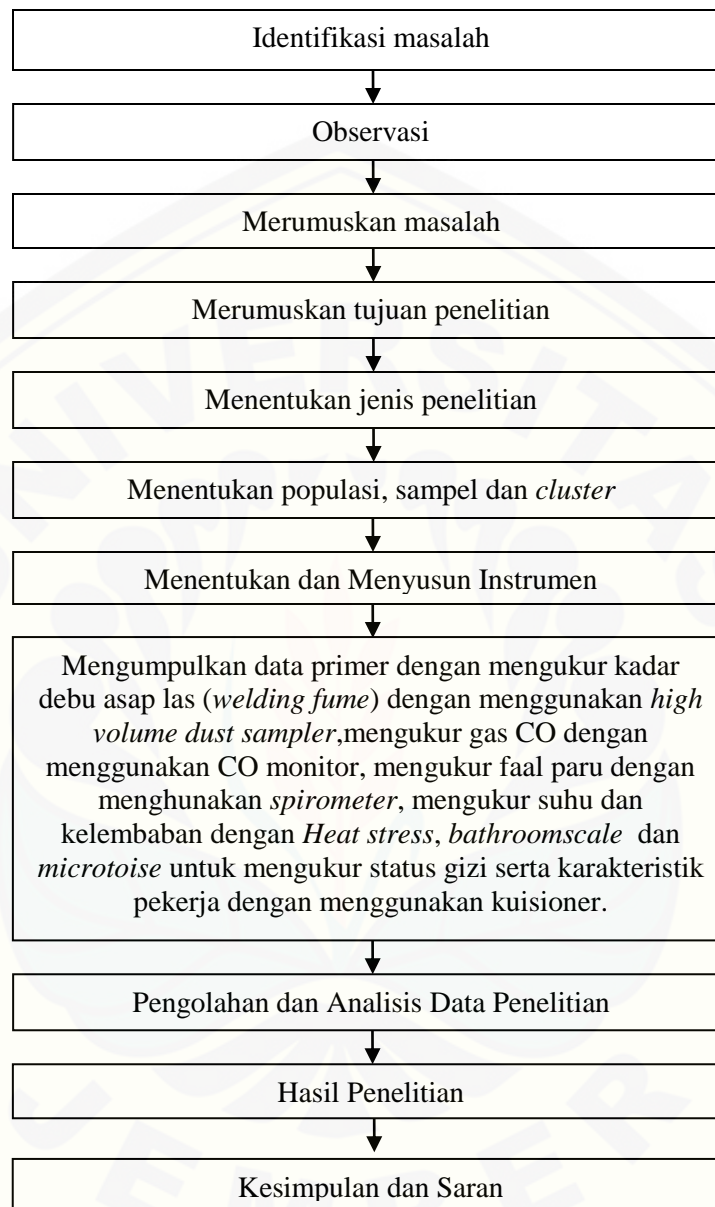 Identifikasi masalah
Observasi
Merumuskan masalah
Merumuskan tujuan penelitian
Menentukan jenis penelitian
Menentukan populasi, sampel dan cluster
Menentukan dan Menyusun Instrumen
Mengumpulkan data primer dengan mengukur kadar
debu asap las (welding fume) dengan menggunakan high
volume dust sampler,mengukur gas CO dengan
menggunakan CO monitor, mengukur faal paru dengan
menghunakan spirometer, mengukur suhu dan
kelembaban dengan Heat stress, bathroomscale dan
microtoise untuk mengukur status gizi serta karakteristik
pekerja dengan menggunakan kuisioner.
Pengolahan dan Analisis Data Penelitian
Hasil Penelitian
Kesimpulan dan Saran
UNIVERSITAS
JEMBER